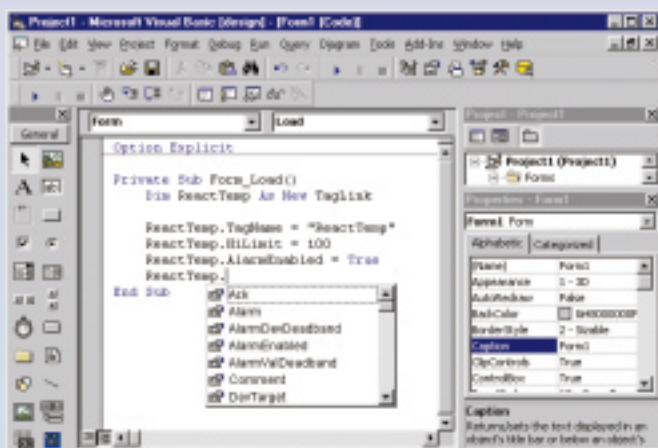 Project1 - Microsoft Visual Basic [design] - [Form1 (Code)]
File Edit View Project Format Debug Run Query Diagram Tools Add-Ins Window Help
General
Form
Load
Option Explicit
Private Sub Form_Load()
Dim ReactTemp As New TagLink
ReactTemp.TagName = "ReactTemp"
ReactTemp.HiLimit = 100
ReactTemp.AlarmEnabled = True
ReactTemp.
End Sub
Ack
Alarm
AlarmDevDeadband
AlarmEnabled
AlarmValDeadband
Comment
DevTarget
Project - Project1
Project1 (Project1)
Forms
Properties - Form1
Form1 Form
Alphabetic Categorized
(Name) Form1
Appearance 1 - 3D
AutoRedraw False
BackColor
BorderStyle 2 - Sizable
Caption Form1
ClipControls True
ControlBox True
Caption
Returns/sets the text displayed in an
object's title bar or below an object's